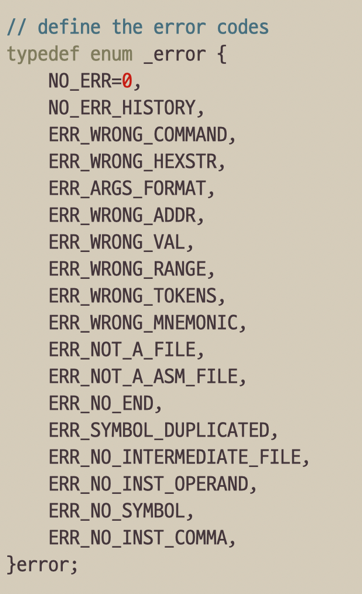 // define the error codes
typedef enum _error {
    NO_ERR=0,
    NO_ERR_HISTORY,
    ERR_WRONG_COMMAND,
    ERR_WRONG_HEXSTR,
    ERR_ARGS_FORMAT,
    ERR_WRONG_ADDR,
    ERR_WRONG_VAL,
    ERR_WRONG_RANGE,
    ERR_WRONG_TOKENS,
    ERR_WRONG_MNEMONIC,
    ERR_NOT_A_FILE,
    ERR_NOT_A_ASM_FILE,
    ERR_NO_END,
    ERR_SYMBOL_DUPLICATED,
    ERR_NO_INTERMEDIATE_FILE,
    ERR_NO_INST_OPERAND,
    ERR_NO_SYMBOL,
    ERR_NO_INST_COMMA,
}error;